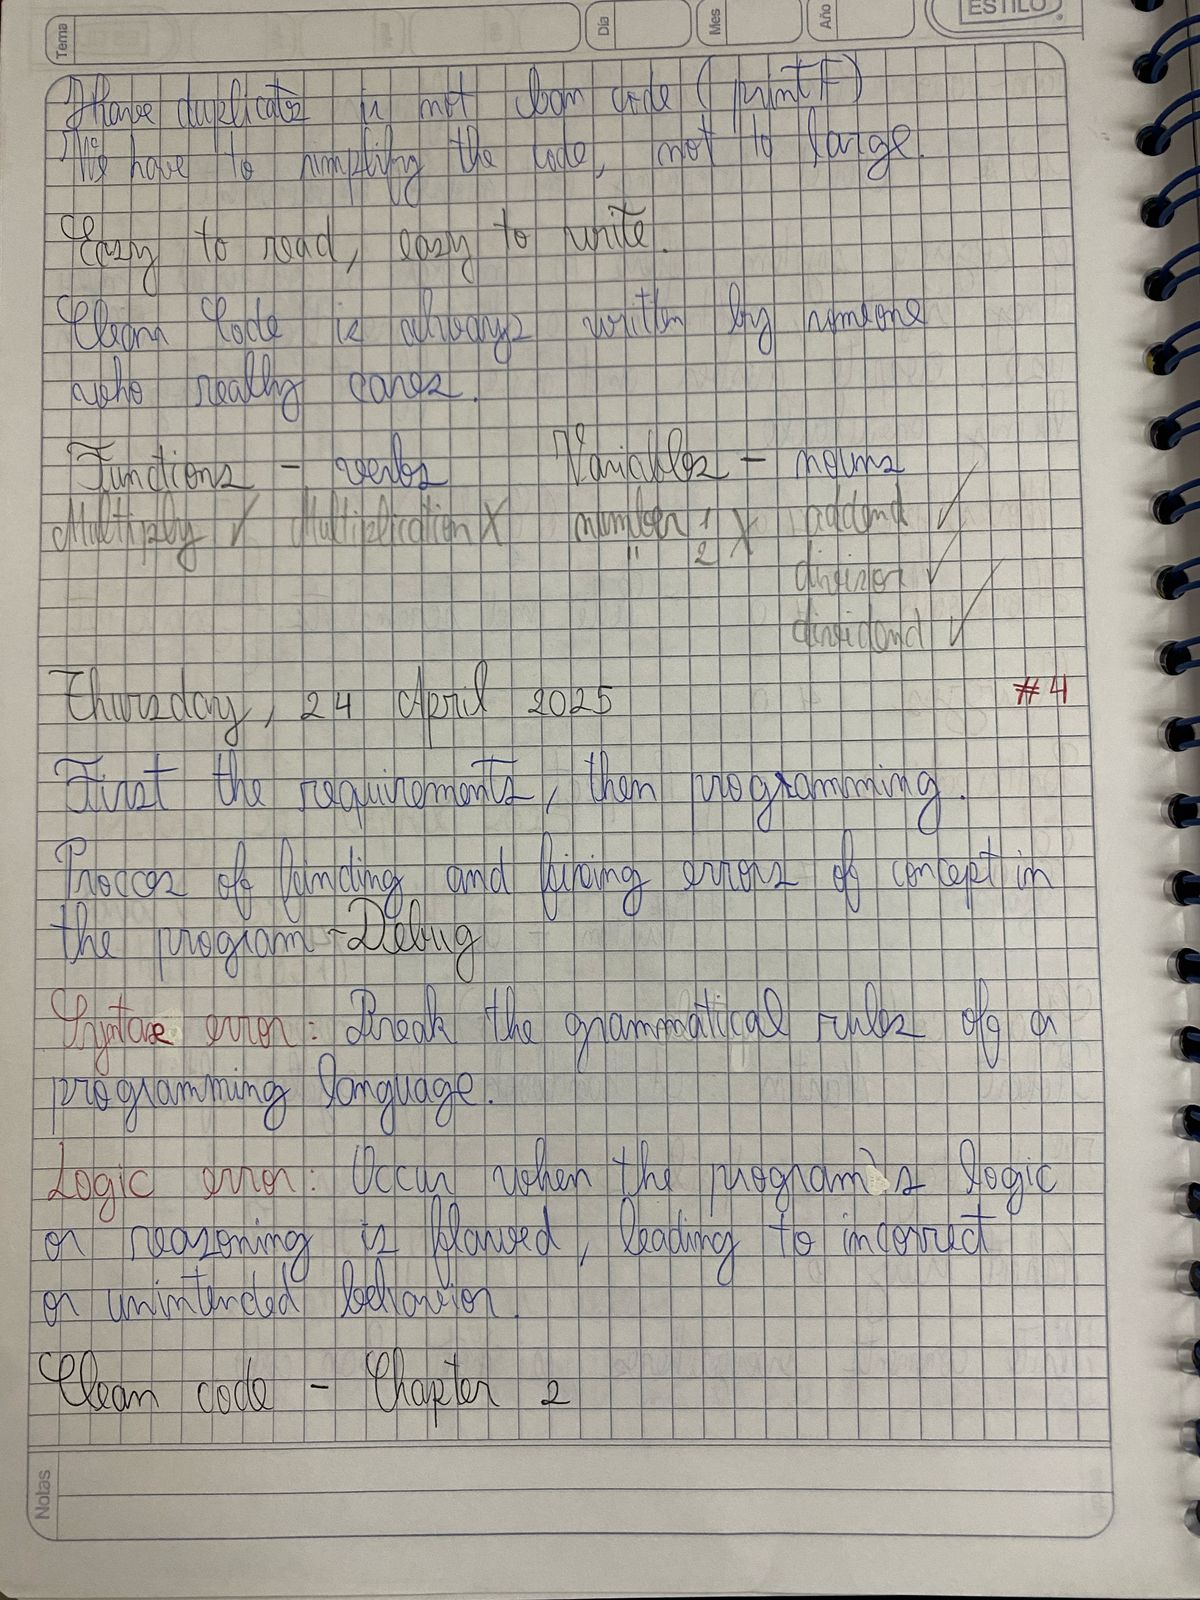 Tema
Día
Mes
Año
ESTILO
Have duplicates is not clean code (printf)
We have to simplify the code, not to large.
Easy to read, easy to write.
Clean Code is always written by someone
who really cares.
Functions - verbs Variables - nouns
Multiply ✓ Multiplication X number 1 X addend ✓
" 2 divisor ✓
dividend ✓
Thursday, 24 April 2025 #4
First the requirements, then programming.
Procces of finding and fixing errors of concept in
the program - Debug
Syntax error: Break the grammatical rules of a
programming language.
Logic error: Occur when the program's logic
or reasoning is flawed, leading to incorrect
or unintended behavior.
Clean code - Chapter 2
Notas